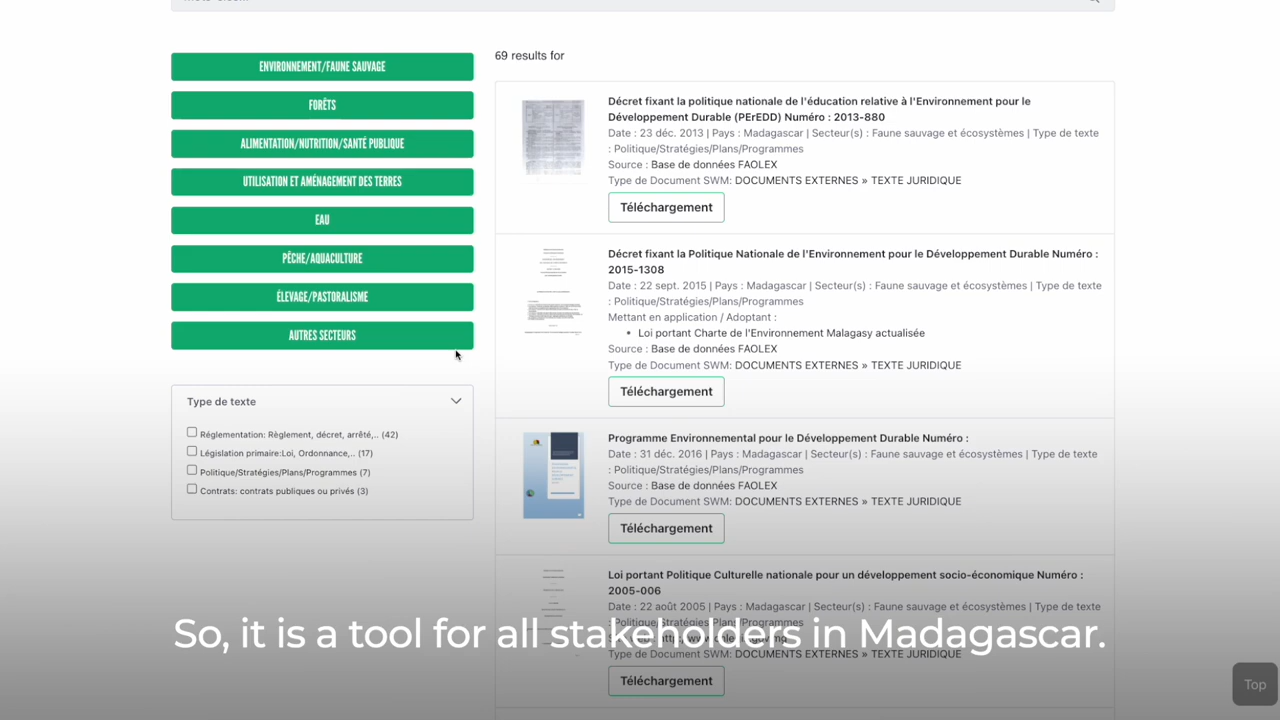 ENVIRONNEMENT/FAUNE SAUVAGE
FORÊTS
ALIMENTATION/NUTRITION/SANTÉ PUBLIQUE
UTILISATION ET AMÉNAGEMENT DES TERRES
EAU
PÊCHE/AQUACULTURE
ÉLEVAGE/PASTORALISME
AUTRES SECTEURS
Type de texte
Réglementation: Règlement, décret, arrêté,.. (42)
Législation primaire:Loi, Ordonnance,.. (17)
Politique/Stratégies/Plans/Programmes (7)
Contrats: contrats publiques ou privés (3)
69 results for
Décret fixant la politique nationale de l'éducation relative à l'Environnement pour le
Développement Durable (PErEDD) Numéro : 2013-880
Date : 23 déc. 2013 | Pays : Madagascar | Secteur(s) : Faune sauvage et écosystèmes | Type de texte
: Politique/Stratégies/Plans/Programmes
Source : Base de données FAOLEX
Type de Document SWM: DOCUMENTS EXTERNES » TEXTE JURIDIQUE
Téléchargement
Décret fixant la Politique Nationale de l'Environnement pour le Développement Durable Numéro :
2015-1308
Date : 22 sept. 2015 | Pays : Madagascar | Secteur(s) : Faune sauvage et écosystèmes | Type de texte
: Politique/Stratégies/Plans/Programmes
Mettant en application / Adoptant :
• Loi portant Charte de l'Environnement Malagasy actualisée
Source : Base de données FAOLEX
Type de Document SWM: DOCUMENTS EXTERNES » TEXTE JURIDIQUE
Téléchargement
Programme Environnemental pour le Développement Durable Numéro :
Date : 31 déc. 2016 | Pays : Madagascar | Secteur(s) : Faune sauvage et écosystèmes | Type de texte
: Politique/Stratégies/Plans/Programmes
Source : Base de données FAOLEX
Type de Document SWM: DOCUMENTS EXTERNES » TEXTE JURIDIQUE
Téléchargement
Loi portant Politique Culturelle nationale pour un développement socio-économique Numéro :
2005-006
Date : 22 août 2005 | Pays : Madagascar | Secteur(s) : Faune sauvage et écosystèmes | Type de texte
: Politique/Stratégies/Plans/Programmes
Type de Document SWM: DOCUMENTS EXTERNES » TEXTE JURIDIQUE
Téléchargement
So, it is a tool for all stakeholders in Madagascar.
Top